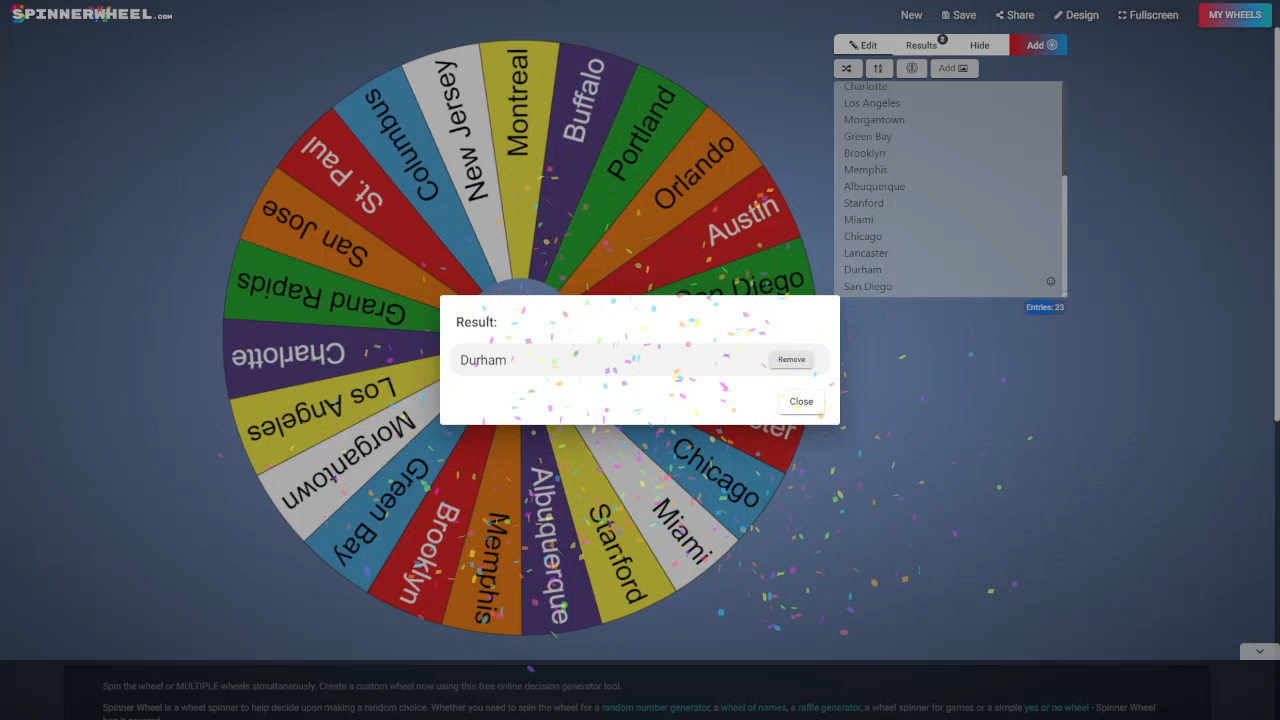 SPINNERWHEEL.COM
New Save Share Design Fullscreen MY WHEELS
Edit Results 2 Hide Add
Add
Charlotte
Los Angeles
Morgantown
Green Bay
Brooklyn
Memphis
Albuquerque
Stanford
Miami
Chicago
Lancaster
Durham
San Diego
Entries: 23
Montreal
Buffalo
Portland
Orlando
Austin
San Diego
Chicago
Miami
Stanford
Albuquerque
Memphis
Brooklyn
Green Bay
Morgantown
Los Angeles
Charlotte
Grand Rapids
San Jose
St. Paul
Columbus
New Jersey
Result:
Durham Remove
Close
Spin the wheel or MULTIPLE wheels simultaneously. Create a custom wheel now using this free online decision generator tool.
Spinner Wheel is a wheel spinner to help decide upon making a random choice. Whether you need to spin the wheel for a random number generator, a wheel of names, a raffle generator, a wheel spinner for games or a simple yes or no wheel - Spinner Wheel